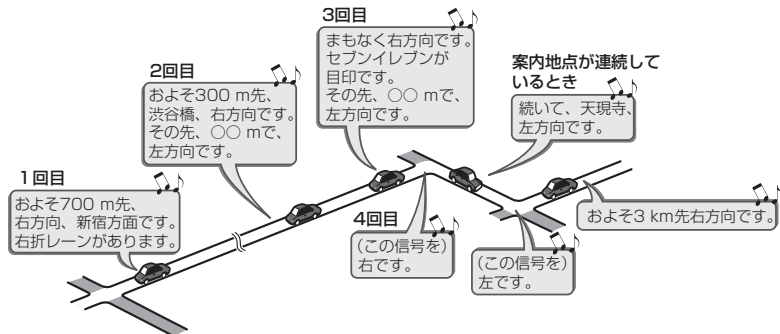 1回目
およそ700 m先、
右方向、新宿方面です。
右折レーンがあります。
2回目
およそ300 m先、
渋谷橋、右方向です。
その先、○○ mで、
左方向です。
3回目
まもなく右方向です。
セブンイレブンが
目印です。
その先、○○ mで、
左方向です。
4回目
(この信号を)
右です。
案内地点が連続して
いるとき
続いて、天現寺、
左方向です。
(この信号を)
左です。
およそ3 km先右方向です。